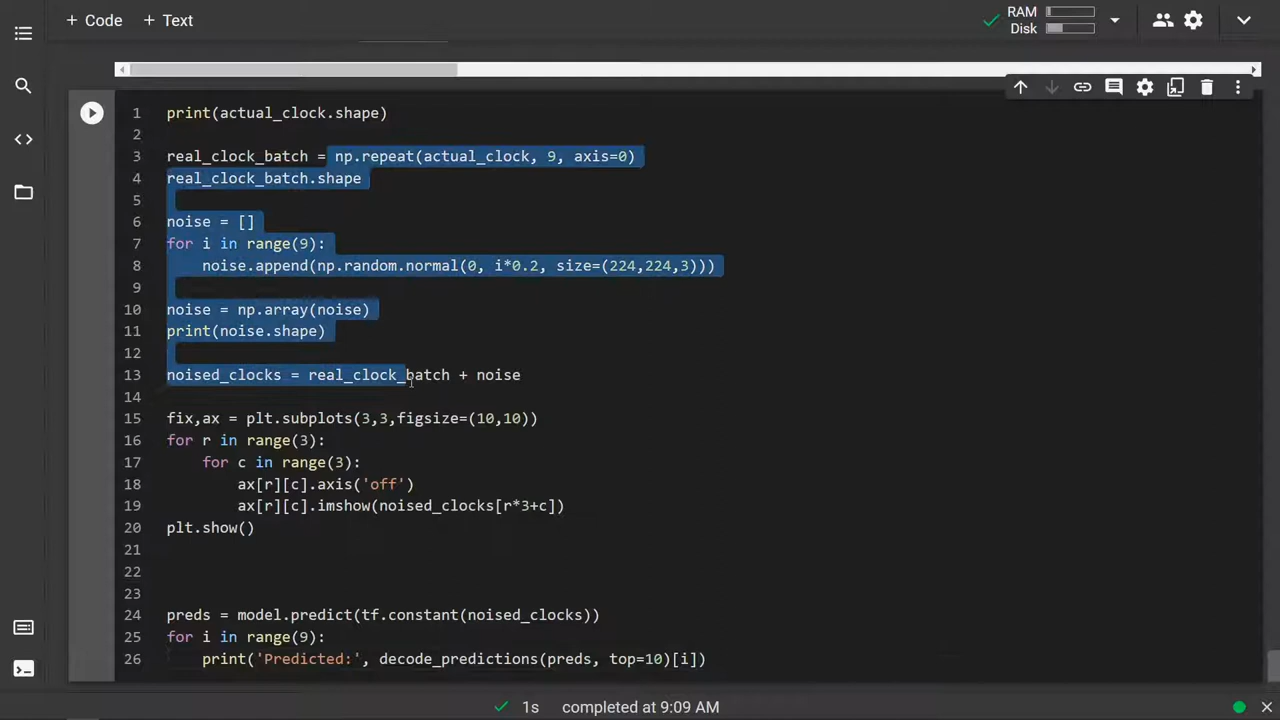 + Code
+ Text
RAM
Disk
1 print(actual_clock.shape)
2
3 real_clock_batch = np.repeat(actual_clock, 9, axis=0)
4 real_clock_batch.shape
5
6 noise = []
7 for i in range(9):
8 noise.append(np.random.normal(0, i*0.2, size=(224,224,3)))
9
10 noise = np.array(noise)
11 print(noise.shape)
12
13 noised_clocks = real_clock_batch + noise
14
15 fix,ax = plt.subplots(3,3,figsize=(10,10))
16 for r in range(3):
17 for c in range(3):
18 ax[r][c].axis('off')
19 ax[r][c].imshow(noised_clocks[r*3+c])
20 plt.show()
21
22
23
24 preds = model.predict(tf.constant(noised_clocks))
25 for i in range(9):
26 print('Predicted:', decode_predictions(preds, top=10)[i])
1s completed at 9:09 AM